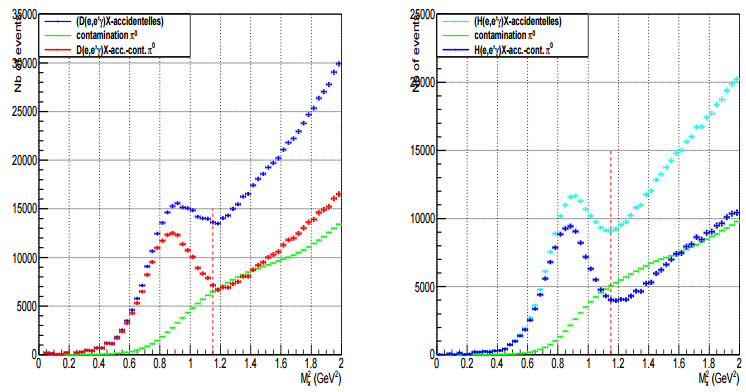 (D(e,e'γ)X-accidentelles)
contamination π⁰
D(e,e'γ)X-acc.-cont. π⁰
Nb of events
35000
30000
25000
20000
15000
10000
5000
0
0 0.2 0.4 0.6 0.8 1 1.2 1.4 1.6 1.8 2
M²ₓ (GeV²)
(H(e,e'γ)X-accidentelles)
contamination π⁰
H(e,e'γ)X-acc.-cont. π⁰
of events
25000
20000
15000
10000
5000
0
0 0.2 0.4 0.6 0.8 1 1.2 1.4 1.6 1.8 2
M²ₓ (GeV²)